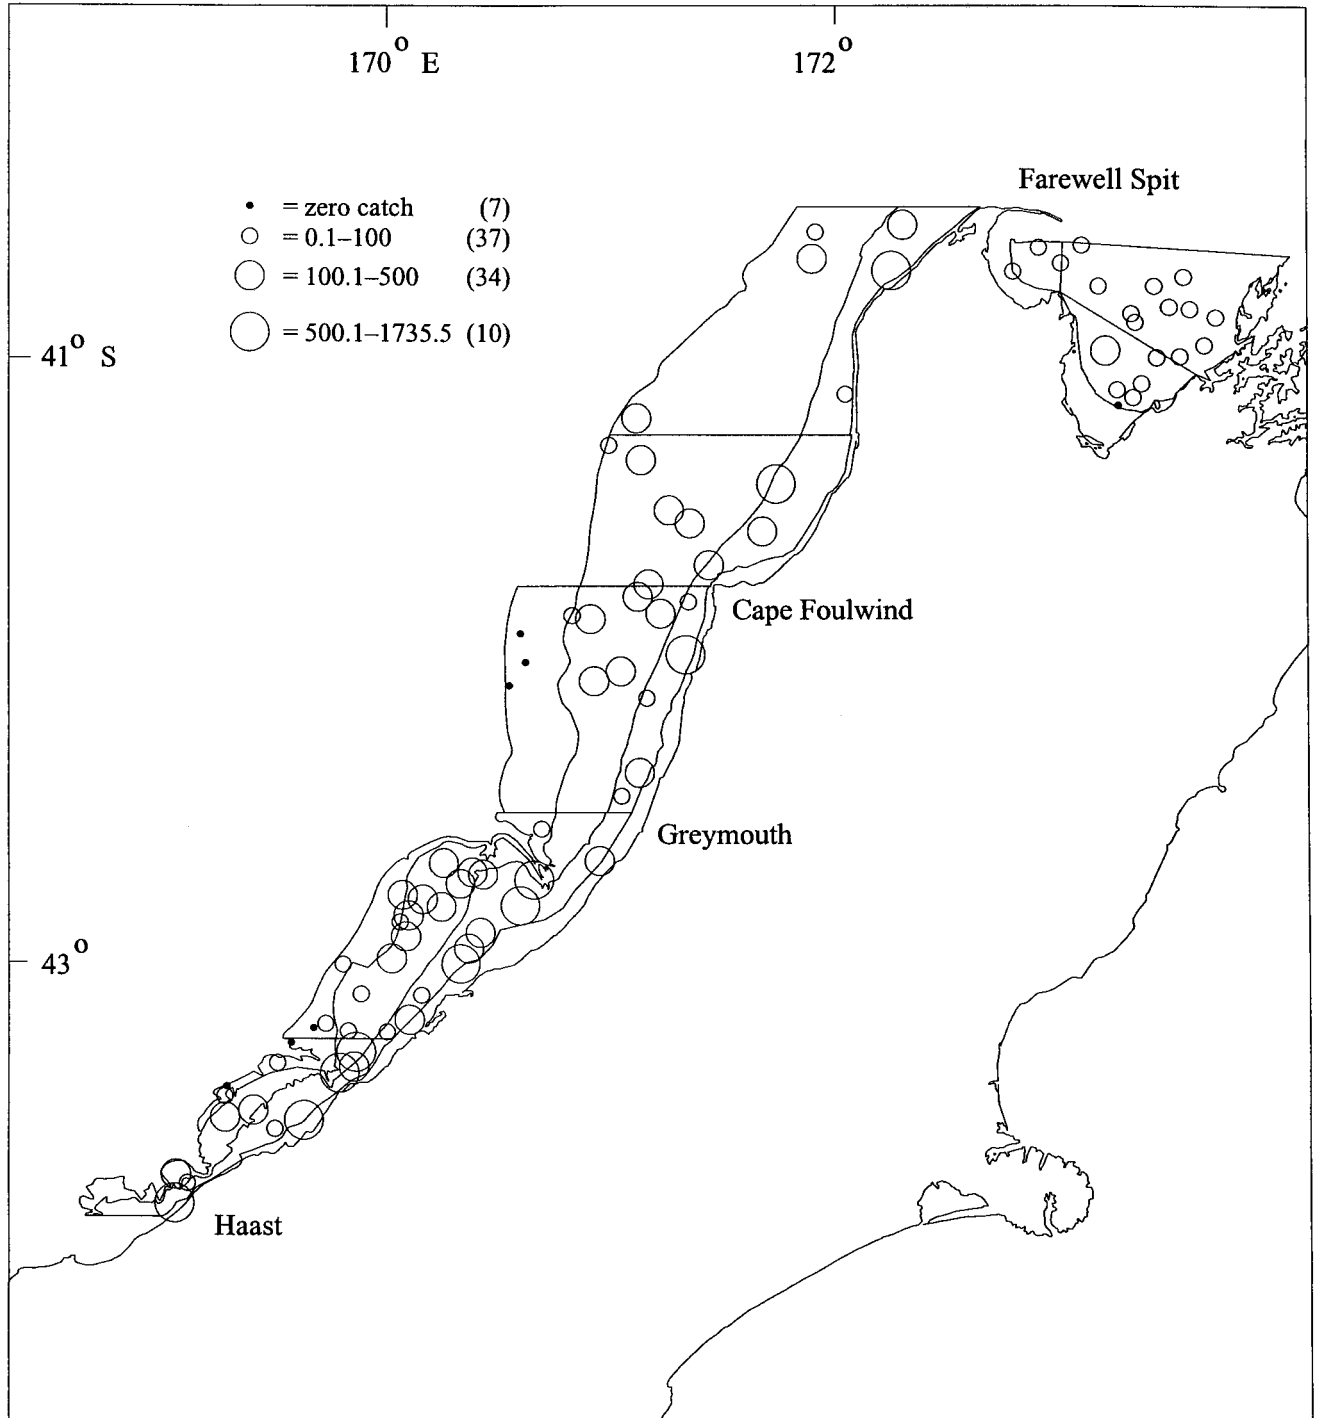 170° E
172°
Farewell Spit
= zero catch (7)
= 0.1–100 (37)
= 100.1–500 (34)
= 500.1–1735.5 (10)
41° S
Cape Foulwind
Greymouth
43°
Haast